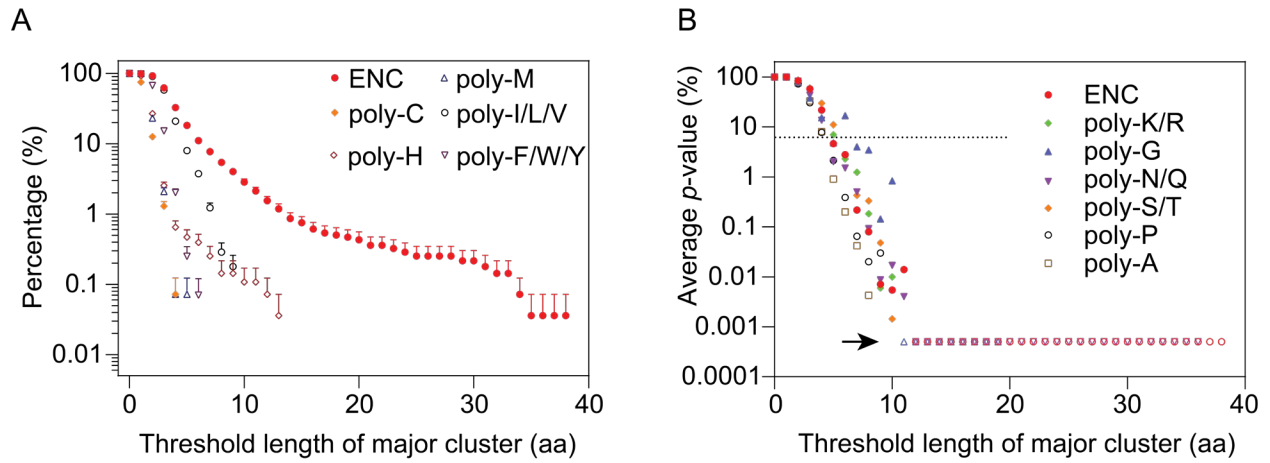 A
Percentage (%)
100
10
1
0.1
0.01
0
10
20
30
40
Threshold length of major cluster (aa)
ENC
poly-M
poly-C
poly-I/L/V
poly-H
poly-F/W/Y
B
Average p-value (%)
100
10
1
0.1
0.01
0.001
0.0001
0
10
20
30
40
Threshold length of major cluster (aa)
ENC
poly-K/R
poly-G
poly-N/Q
poly-S/T
poly-P
poly-A